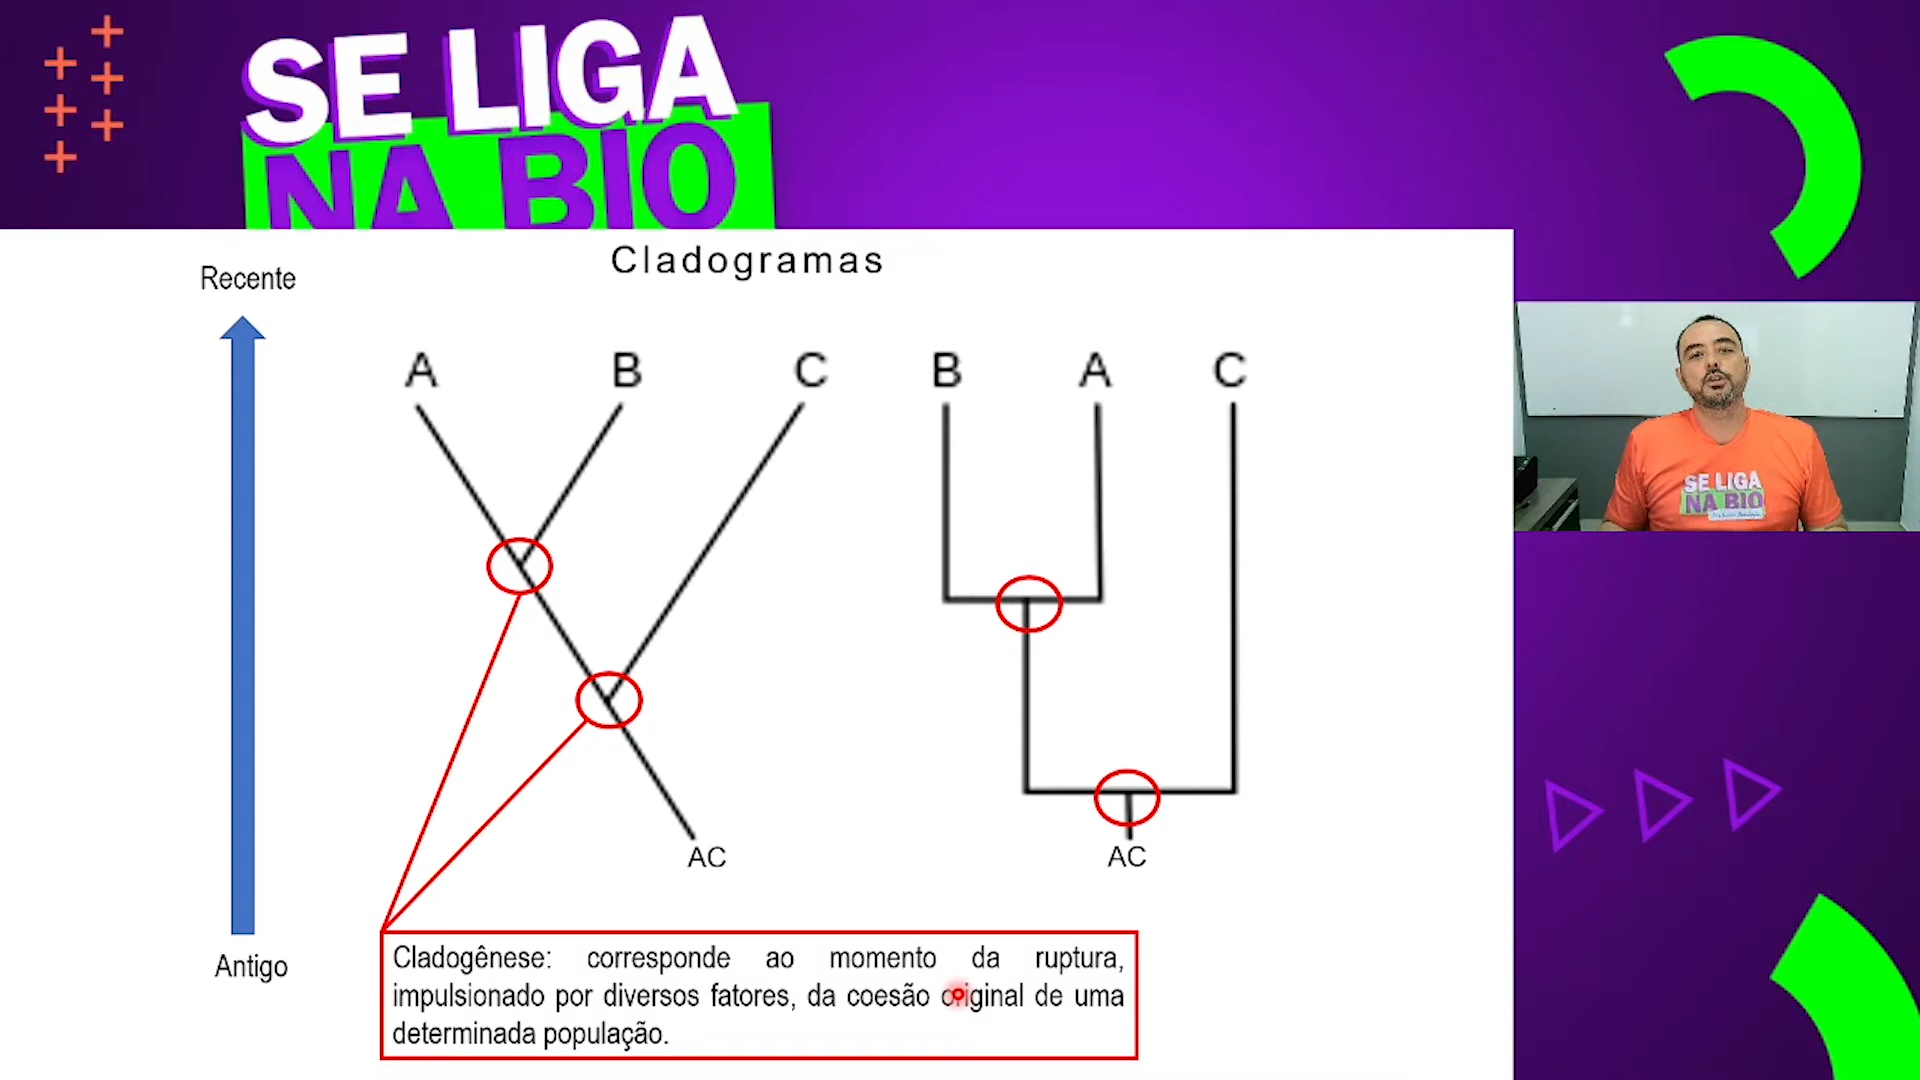 SE LIGA
NA BIO
Cladogramas
Recente
A B C B A C
AC AC
Antigo
Cladogênese: corresponde ao momento da ruptura,
impulsionado por diversos fatores, da coesão original de uma
determinada população.
SE LIGA
NA BIO